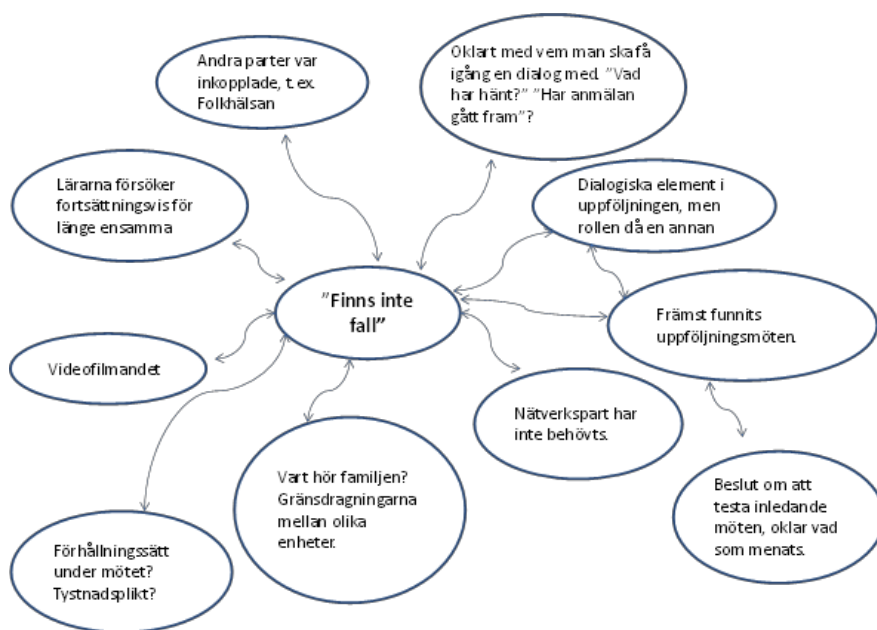 Andra parter var
inkopplade, t.ex.
Folkhälsan
Oklart med vem man ska få
igång en dialog med. ”Vad
har hänt?” ”Har anmälan
gått fram”?
Lärarna försöker
fortsättningsvis för
länge ensamma
Dialogiska element i
uppföljningen, men
rollen då en annan
”Finns inte
fall”
Främst funnits
uppföljningsmöten.
Videofilmandet
Nätverkspart har
inte behövts.
Vart hör familjen?
Gränsdragningarna
mellan olika
enheter.
Beslut om att
testa inledande
möten, oklar vad
som menats.
Förhållningssätt
under mötet?
Tystnadsplikt?